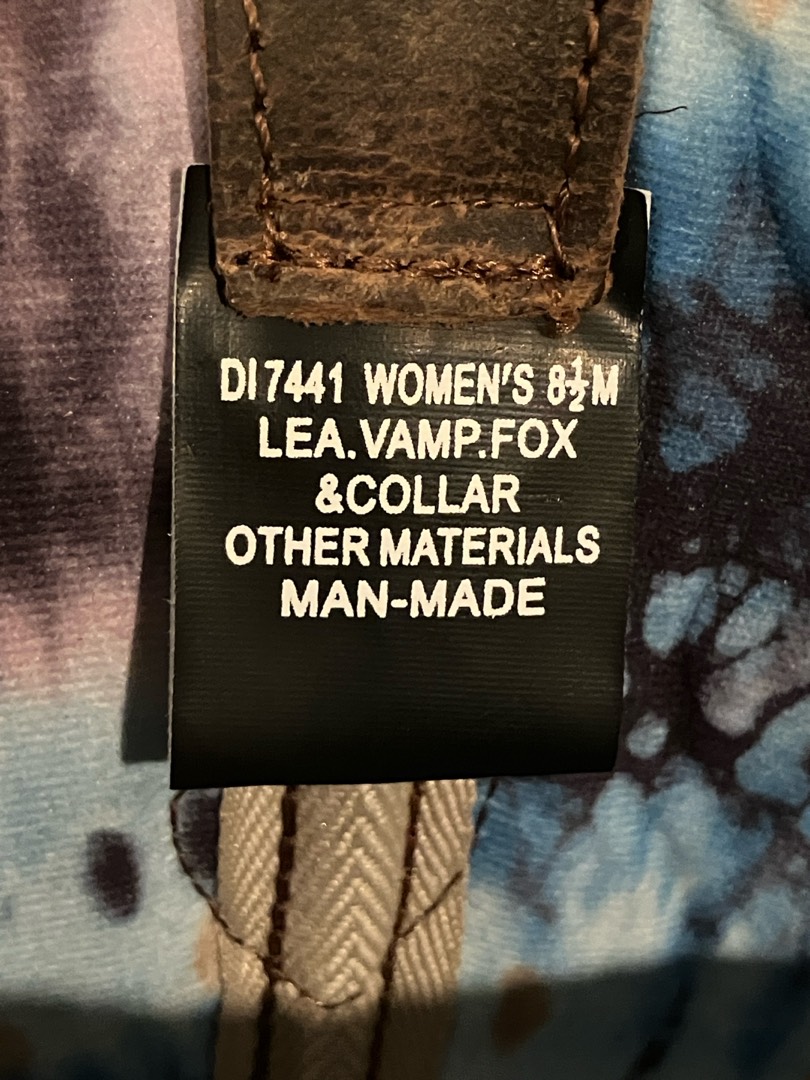 DI7441 WOMEN'S 8½M
LEA.VAMP.FOX
&COLLAR
OTHER MATERIALS
MAN-MADE